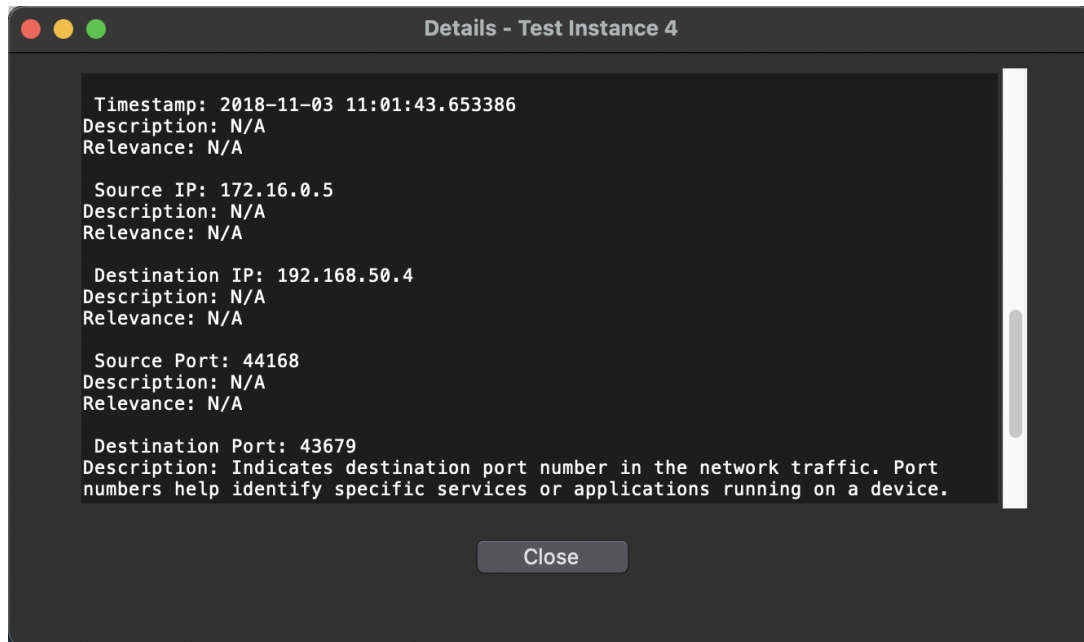 Details - Test Instance 4
Timestamp: 2018-11-03 11:01:43.653386
Description: N/A
Relevance: N/A
Source IP: 172.16.0.5
Description: N/A
Relevance: N/A
Destination IP: 192.168.50.4
Description: N/A
Relevance: N/A
Source Port: 44168
Description: N/A
Relevance: N/A
Destination Port: 43679
Description: Indicates destination port number in the network traffic. Port
numbers help identify specific services or applications running on a device.
Close